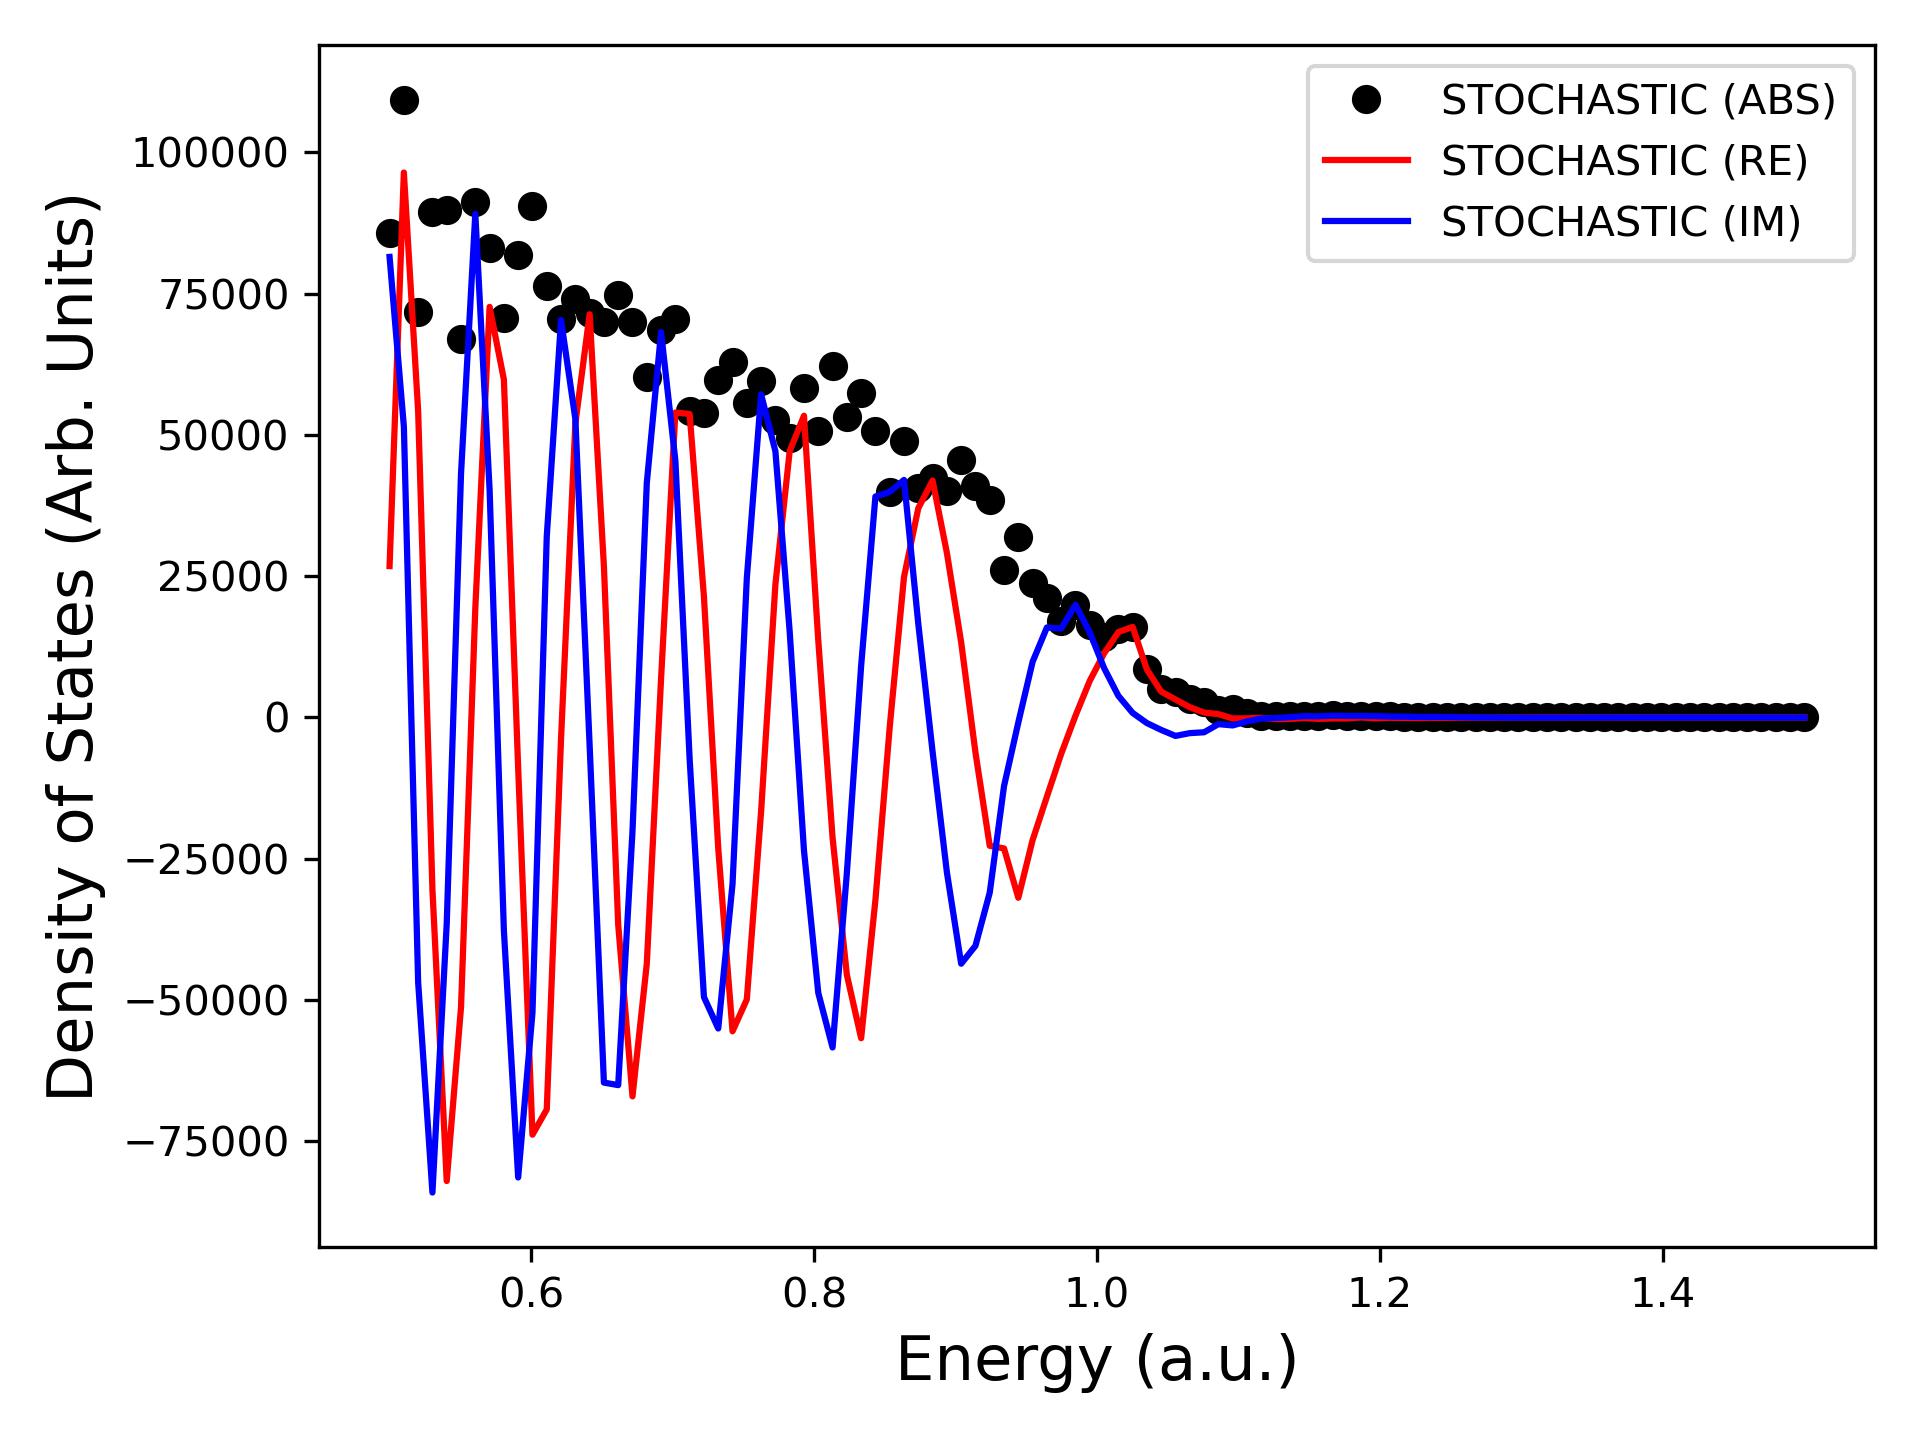 STOCHASTIC (ABS)
STOCHASTIC (RE)
STOCHASTIC (IM)
Density of States (Arb. Units)
100000
75000
50000
25000
0
−25000
−50000
−75000
0.6 0.8 1.0 1.2 1.4
Energy (a.u.)